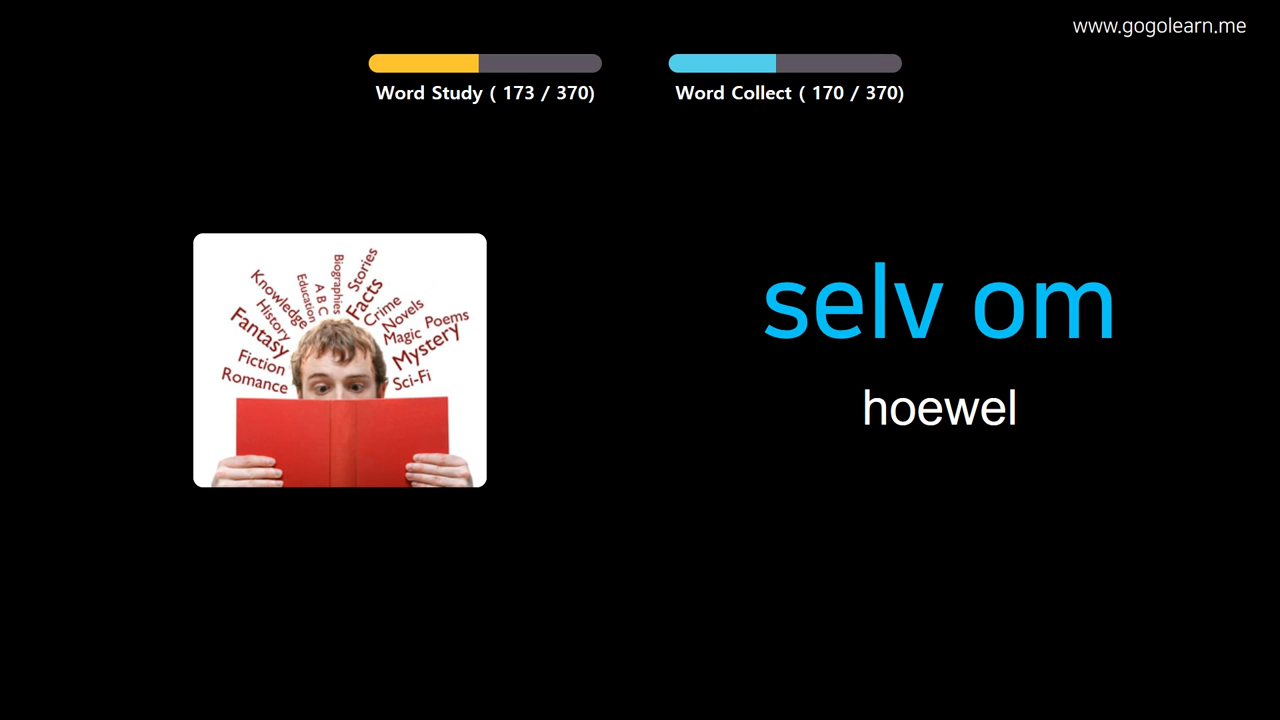 www.gogolearn.me
Word Study ( 173 / 370)
Word Collect ( 170 / 370)
Stories
Biographies
Facts
A B C
Education
Knowledge
Crime
History
Novels
Poems
Fantasy
Magic
Mystery
Fiction
Romance
Sci-Fi
selv om
hoewel